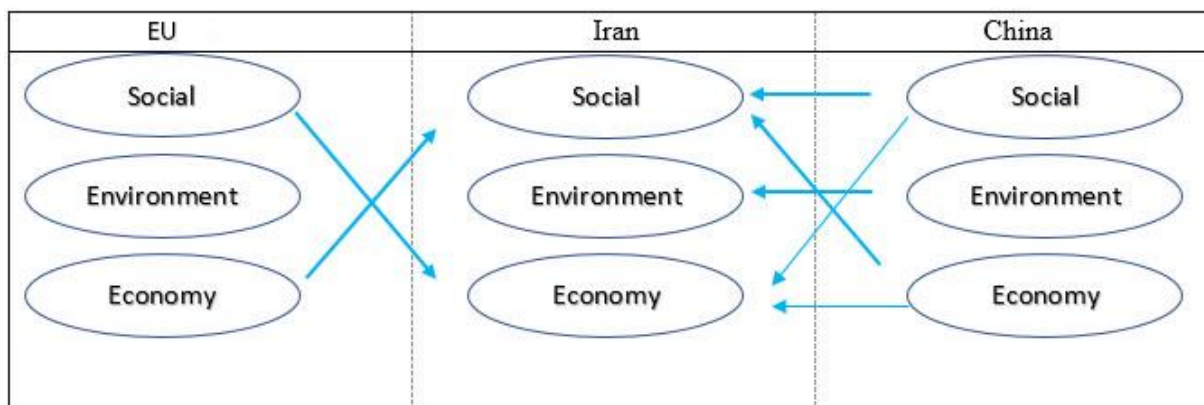 EU Iran China
Social Social Social
Environment Environment Environment
Economy Economy Economy